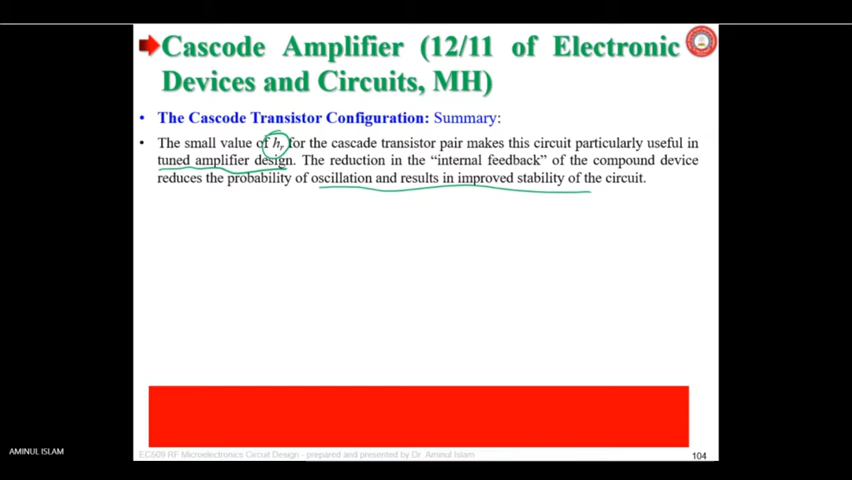 Cascode Amplifier (12/11 of Electronic
Devices and Circuits, MH)
• The Cascode Transistor Configuration: Summary:
• The small value of hr for the cascade transistor pair makes this circuit particularly useful in
tuned amplifier design. The reduction in the “internal feedback” of the compound device
reduces the probability of oscillation and results in improved stability of the circuit.
AMINUL ISLAM
EC509 RF Microelectronics Circuit Design - prepared and presented by Dr. Aminul Islam
104